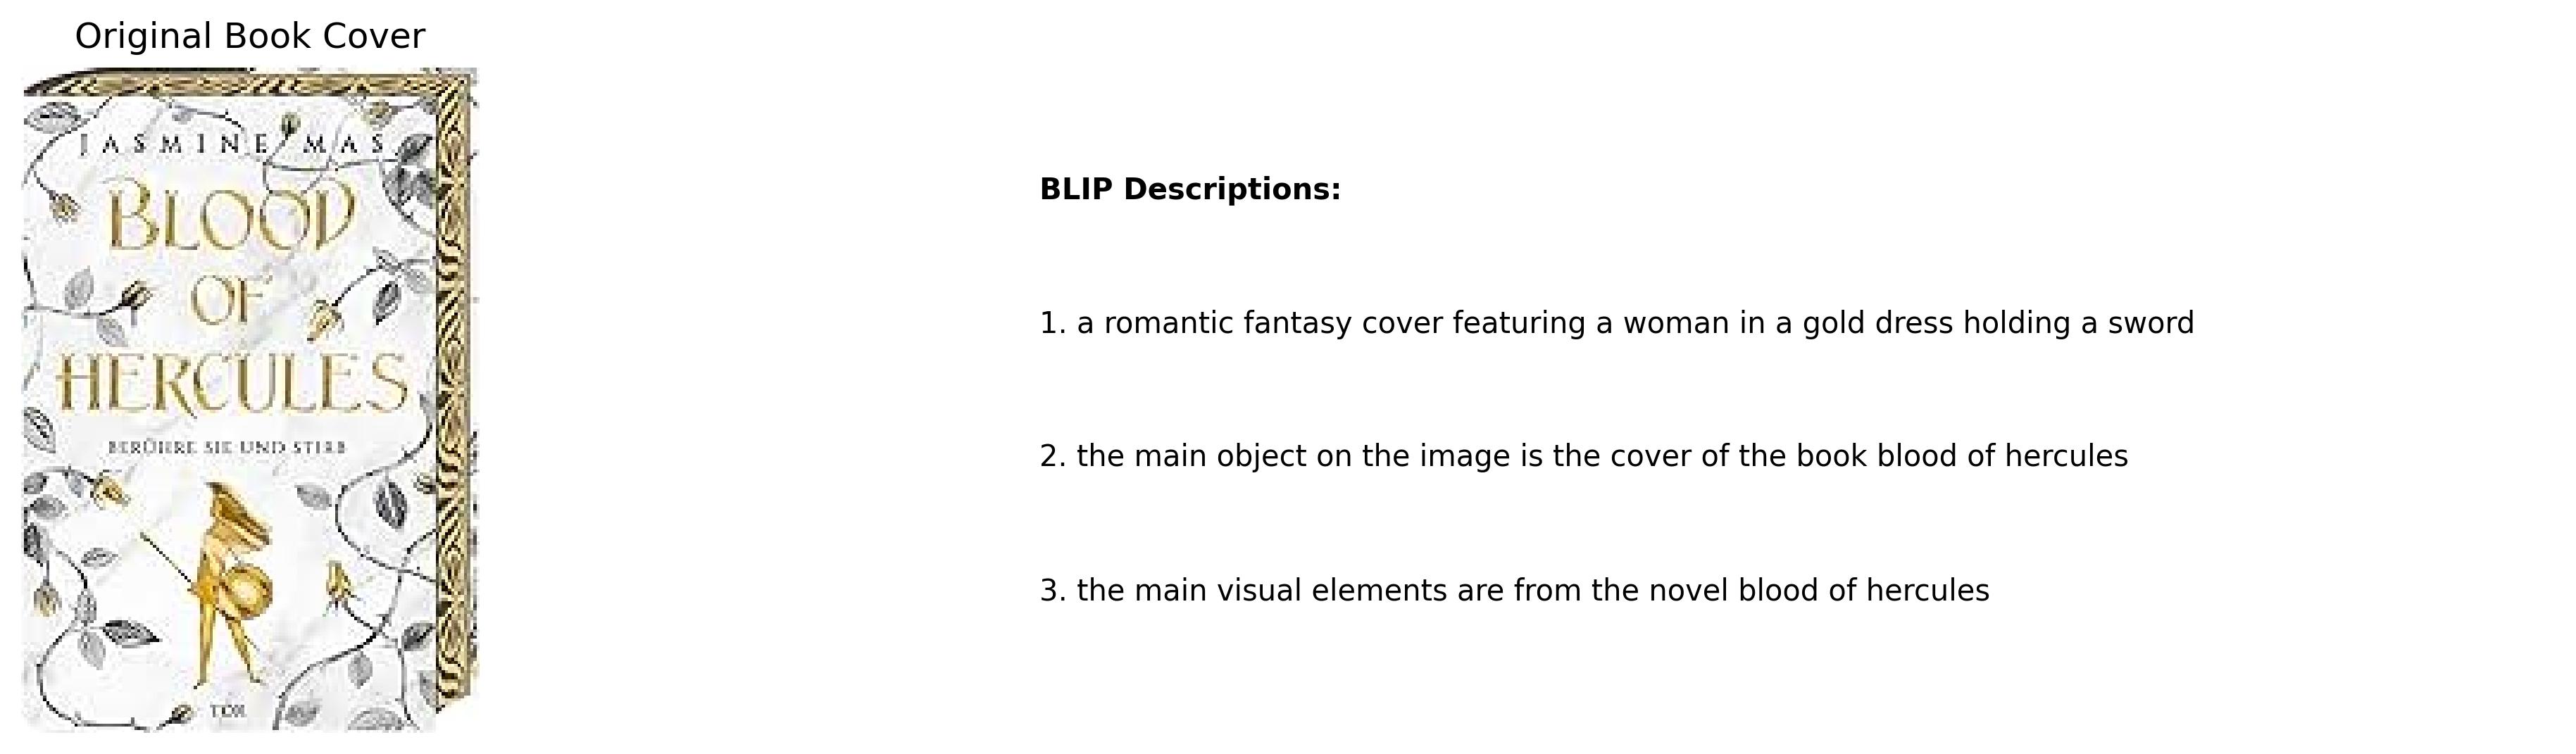 Original Book Cover
JASMINE MAS
BLOOD
OF
HERCULES
BERÜHRE SIE UND STIRB
TOR
BLIP Descriptions:
1. a romantic fantasy cover featuring a woman in a gold dress holding a sword
2. the main object on the image is the cover of the book blood of hercules
3. the main visual elements are from the novel blood of hercules